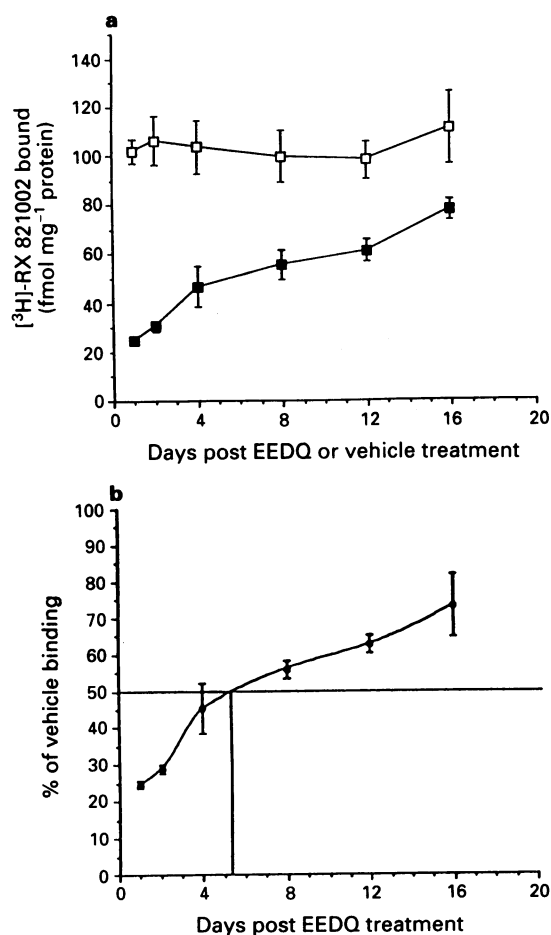 a
140
120
100
80
60
40
20
0
[³H]-RX 821002 bound
(fmol mg⁻¹ protein)
0 4 8 12 16 20
Days post EEDQ or vehicle treatment
b
100
90
80
70
60
50
40
30
20
10
0
% of vehicle binding
0 4 8 12 16 20
Days post EEDQ treatment